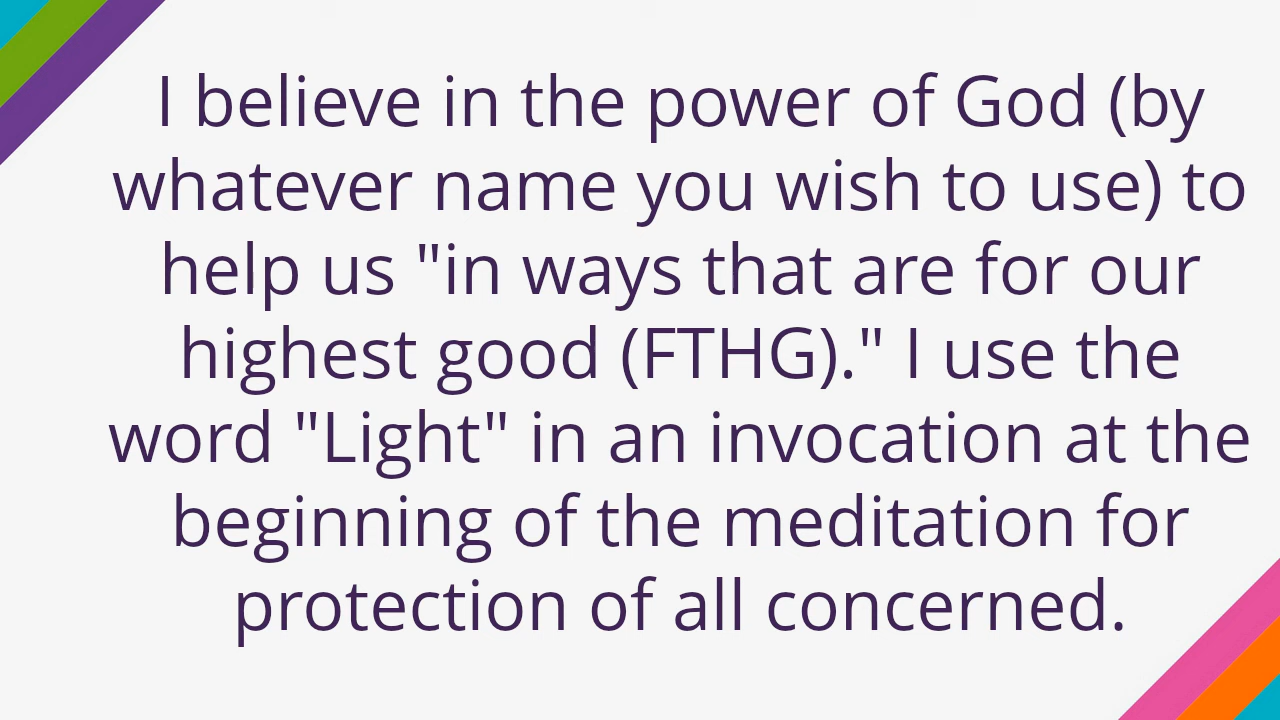 I believe in the power of God (by
whatever name you wish to use) to
help us "in ways that are for our
highest good (FTHG)." I use the
word "Light" in an invocation at the
beginning of the meditation for
protection of all concerned.